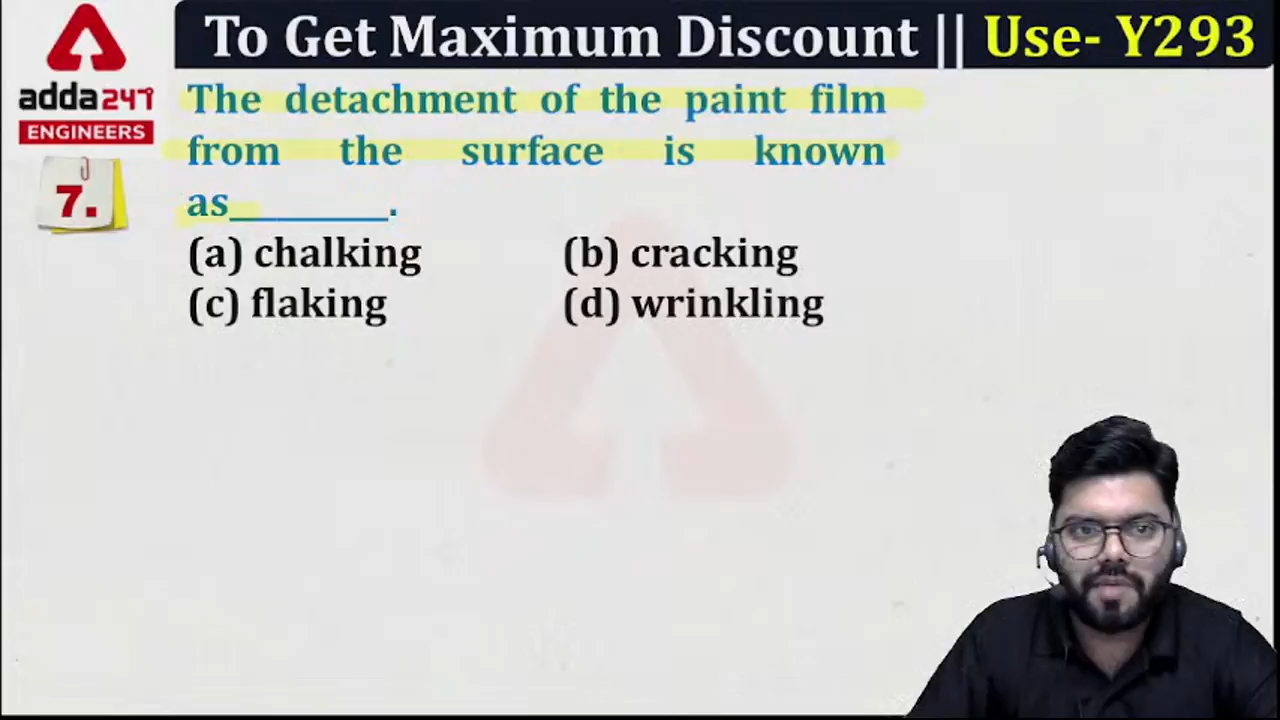 To Get Maximum Discount || Use- Y293
adda247
ENGINEERS
7.
The detachment of the paint film
from the surface is known
as_________.
(a) chalking (b) cracking
(c) flaking (d) wrinkling